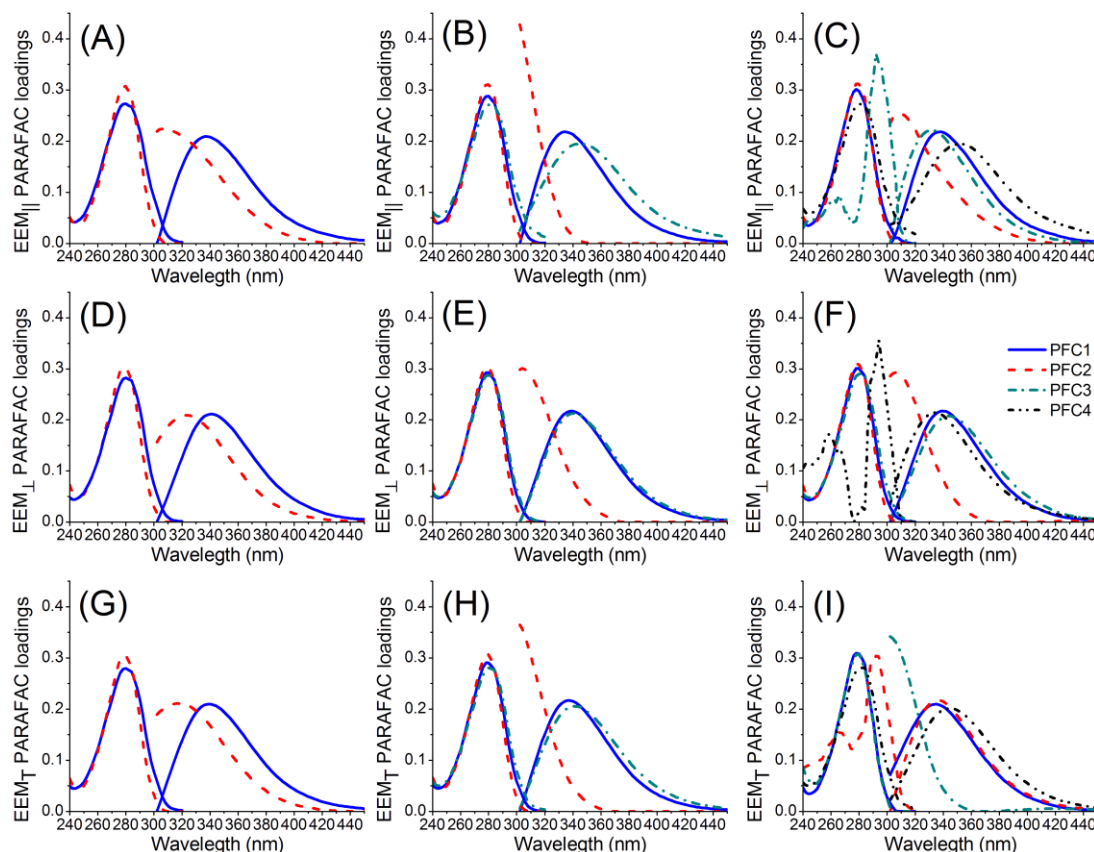 (A)
EEM|| PARAFAC loadings
0.4
0.3
0.2
0.1
0.0
240 260 280 300 320 340 360 380 400 420 440
Wavelegth (nm)
(B)
EEM|| PARAFAC loadings
0.4
0.3
0.2
0.1
0.0
240 260 280 300 320 340 360 380 400 420 440
Wavelegth (nm)
(C)
EEM|| PARAFAC loadings
0.4
0.3
0.2
0.1
0.0
240 260 280 300 320 340 360 380 400 420 440
Wavelegth (nm)
(D)
EEM⊥ PARAFAC loadings
0.4
0.3
0.2
0.1
0.0
240 260 280 300 320 340 360 380 400 420 440
Wavelegth (nm)
(E)
EEM⊥ PARAFAC loadings
0.4
0.3
0.2
0.1
0.0
240 260 280 300 320 340 360 380 400 420 440
Wavelegth (nm)
(F)
EEM⊥ PARAFAC loadings
0.4
0.3
0.2
0.1
0.0
240 260 280 300 320 340 360 380 400 420 440
Wavelegth (nm)
PFC1
PFC2
PFC3
PFC4
(G)
EEMT PARAFAC loadings
0.4
0.3
0.2
0.1
0.0
240 260 280 300 320 340 360 380 400 420 440
Wavelegth (nm)
(H)
EEMT PARAFAC loadings
0.4
0.3
0.2
0.1
0.0
240 260 280 300 320 340 360 380 400 420 440
Wavelegth (nm)
(I)
EEMT PARAFAC loadings
0.4
0.3
0.2
0.1
0.0
240 260 280 300 320 340 360 380 400 420 440
Wavelegth (nm)